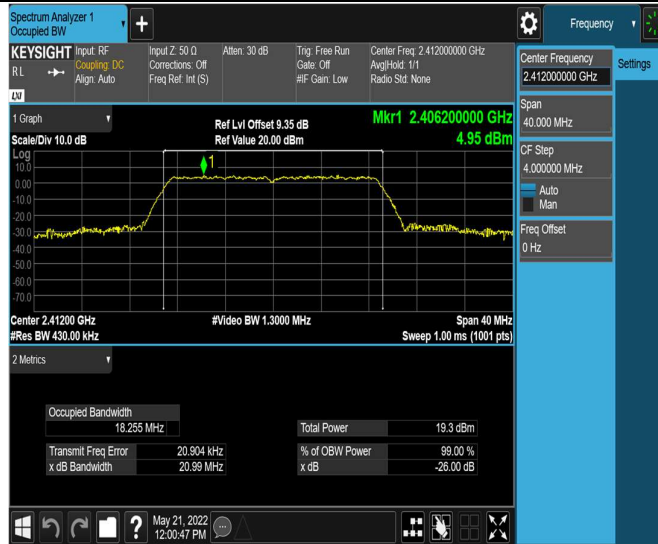 Spectrum Analyzer 1
Occupied BW
Frequency
KEYSIGHT
Input: RF
Input Z: 50 Ω
Atten: 30 dB
Trig: Free Run
Center Freq: 2.412000000 GHz
R L
Coupling: DC
Corrections: Off
Gate: Off
Avg|Hold: 1/1
Align: Auto
Freq Ref: Int (S)
#IF Gain: Low
Radio Std: None
LXI
Center Frequency
2.412000000 GHz
Settings
Span
40.000 MHz
CF Step
4.000000 MHz
Auto
Man
Freq Offset
0 Hz
1 Graph
Ref Lvl Offset 9.35 dB
Mkr1 2.406200000 GHz
Scale/Div 10.0 dB
Ref Value 20.00 dBm
4.95 dBm
Log
1
10.0
0.00
-10.0
-20.0
-30.0
-40.0
-50.0
-60.0
-70.0
Center 2.41200 GHz
#Video BW 1.3000 MHz
Span 40 MHz
#Res BW 430.00 kHz
Sweep 1.00 ms (1001 pts)
2 Metrics
Occupied Bandwidth
18.255 MHz
Total Power
19.3 dBm
Transmit Freq Error
20.904 kHz
% of OBW Power
99.00 %
x dB Bandwidth
20.99 MHz
x dB
-26.00 dB
?
May 21, 2022
12:00:47 PM